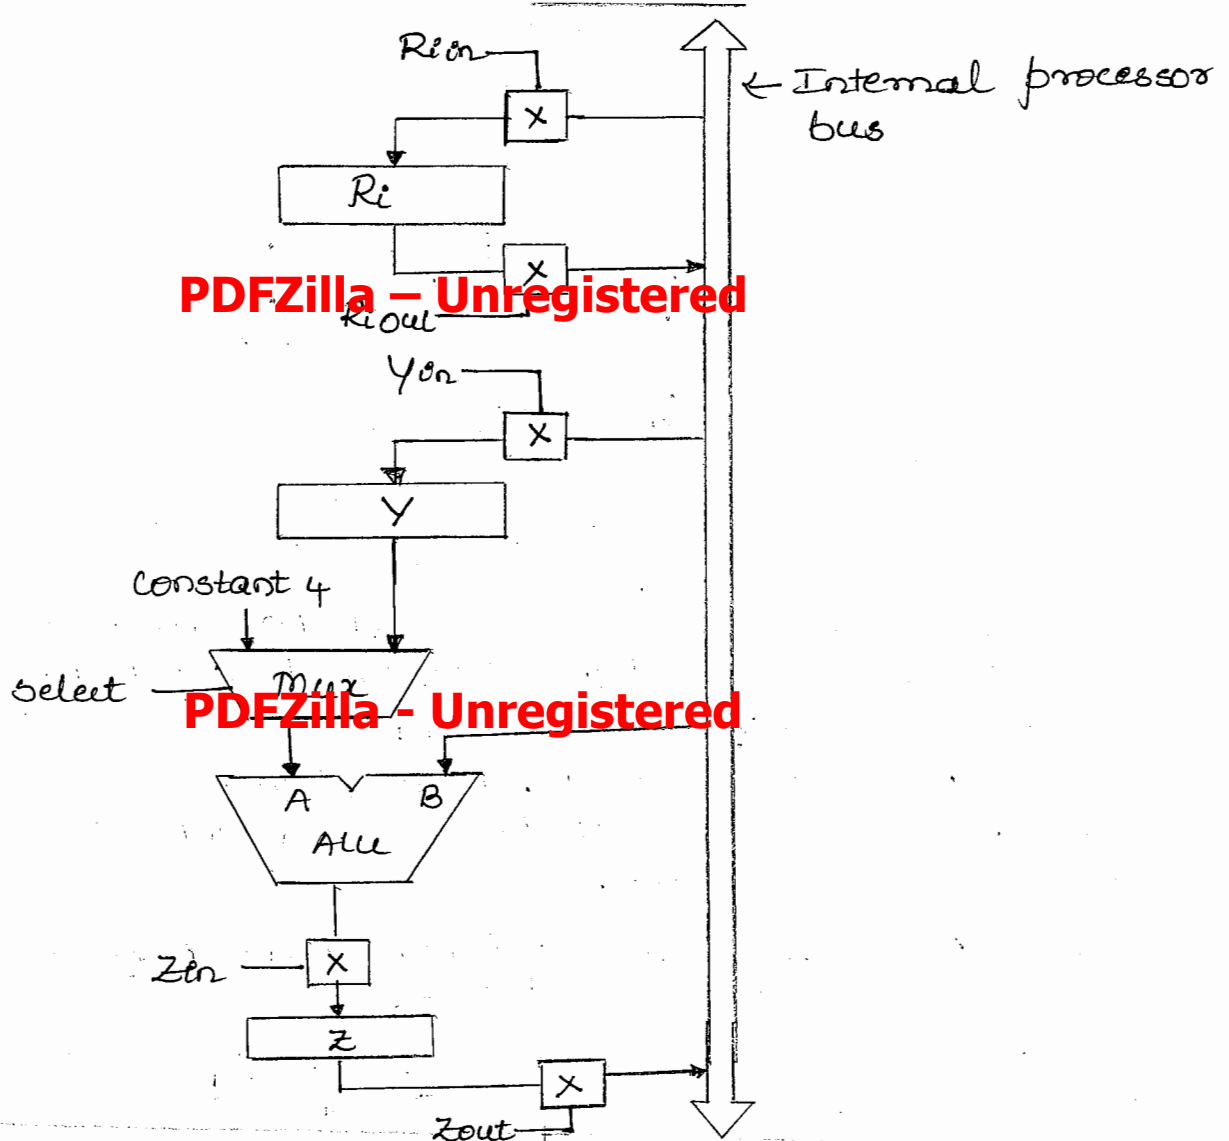 Riin
← Internal processor
bus
X
Ri
X
PDFZilla – Unregistered
Riout
Yin
X
Y
Constant 4
Select
Mux
PDFZilla - Unregistered
A B
ALU
Zin
X
Z
X
Zout